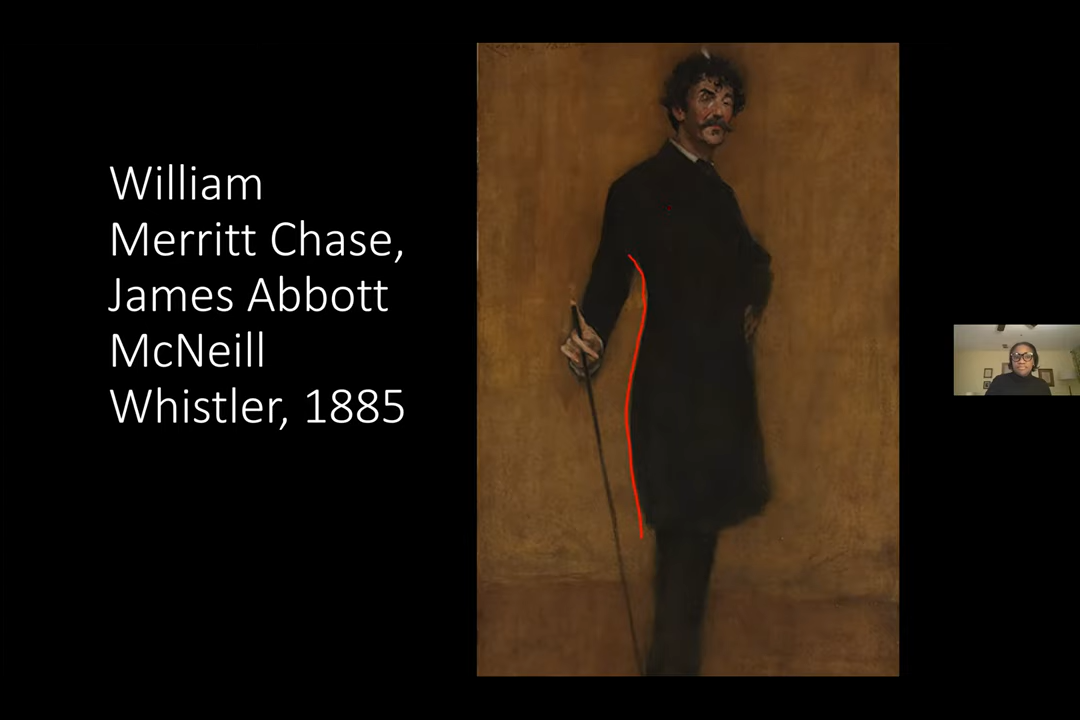 William
Merritt Chase,
James Abbott
McNeill
Whistler, 1885